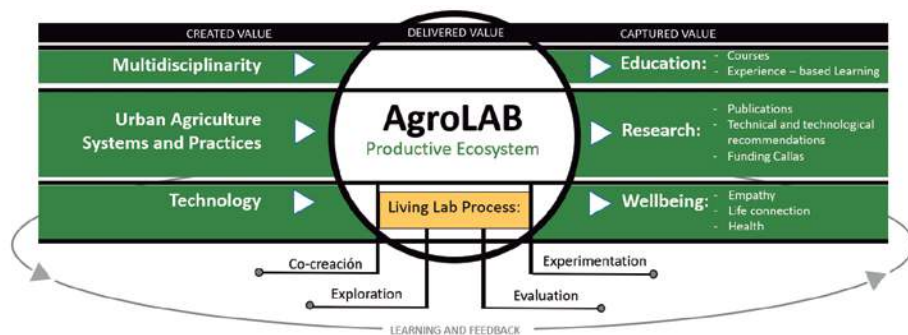 CREATED VALUE
DELIVERED VALUE
CAPTURED VALUE
Multidisciplinarity
Education:
- Courses
- Experience – based Learning
Urban Agriculture
Systems and Practices
AgroLAB
Productive Ecosystem
Research:
- Publications
- Technical and technological
recommendations
- Funding Callas
Technology
Living Lab Process:
Wellbeing:
- Empathy
- Life connection
- Health
Co-creación
Experimentation
Exploration
Evaluation
LEARNING AND FEEDBACK